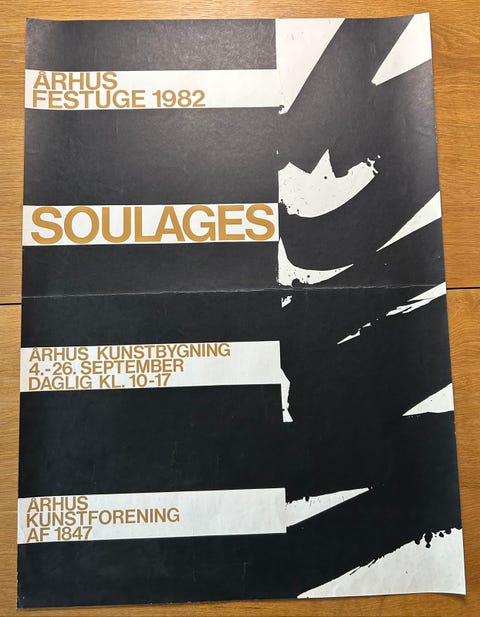 ÅRHUS
FESTUGE 1982
SOULAGES
ÅRHUS KUNSTBYGNING
4.-26. SEPTEMBER
DAGLIG KL. 10-17
ÅRHUS
KUNSTFORENING
AF 1847